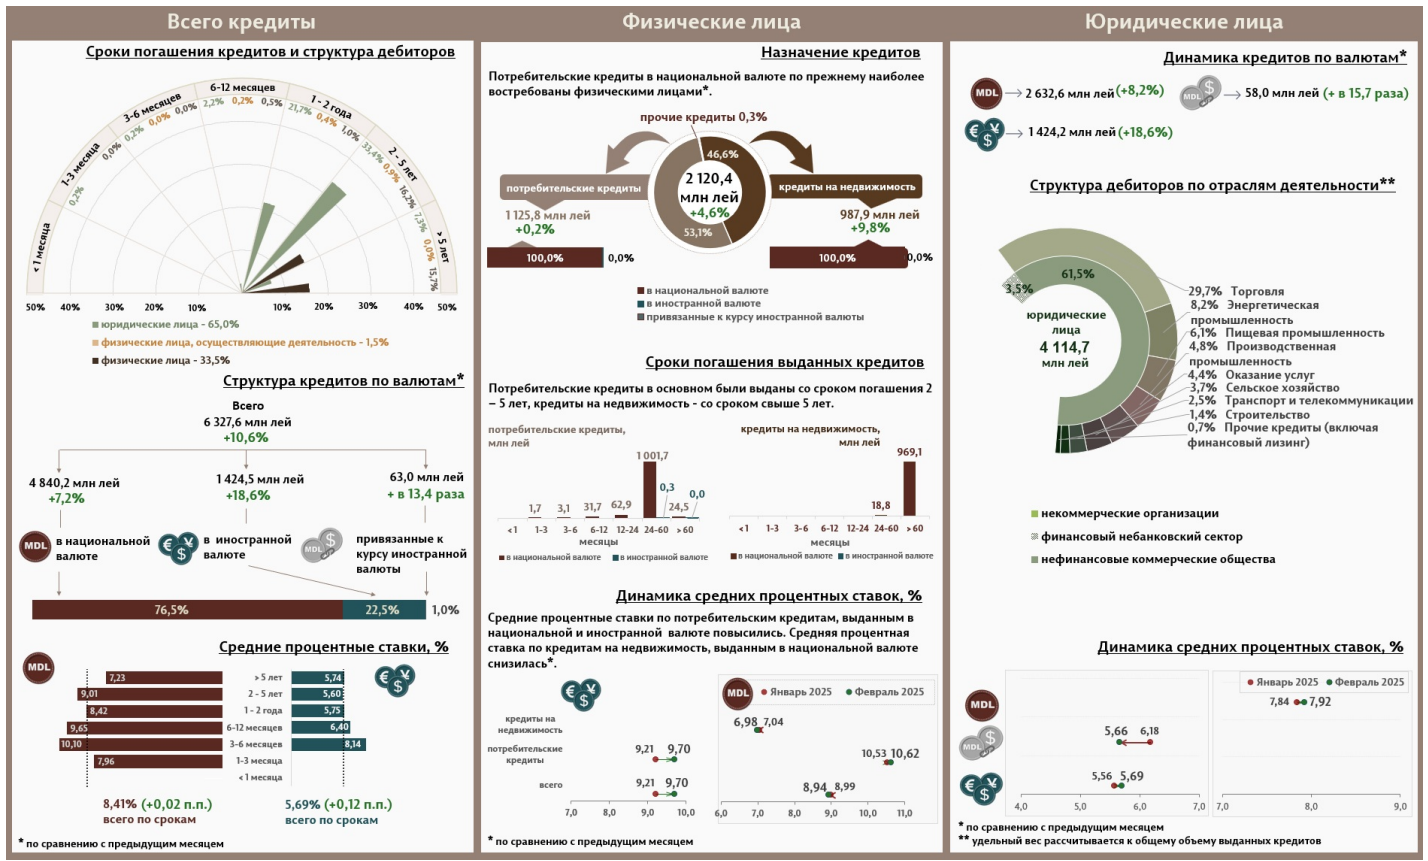 Всего кредиты
Сроки погашения кредитов и структура дебиторов
< 1 месяца
1-3 месяца
3-6 месяцев
6-12 месяцев
1 - 2 года
2 - 5 лет
> 5 лет
0,2%
0,0%
0,2%
0,0%
0,0%
2,2%
0,2%
0,5%
21,7%
0,4%
1,0%
33,4%
0,9%
16,2%
7,3%
0,0%
15,7%
50% 40% 30% 20% 10% 10% 20% 30% 40% 50%
юридические лица - 65,0%
физические лица, осуществляющие деятельность - 1,5%
физические лица - 33,5%
Структура кредитов по валютам*
Всего
6 327,6 млн лей
+10,6%
4 840,2 млн лей
+7,2%
1 424,5 млн лей
+18,6%
63,0 млн лей
+ в 13,4 раза
MDL
в национальной
валюте
€ ¥ $
в иностранной
валюте
MDL $
привязанные к
курсу иностранной
валюты
76,5% 22,5% 1,0%
Средние процентные ставки, %
MDL
€ ¥ $
7,23 > 5 лет 5,74
9,01 2 - 5 лет 5,60
8,42 1 - 2 года 5,75
9,65 6-12 месяцев 6,40
10,10 3-6 месяцев 8,14
7,96 1-3 месяца
< 1 месяца
8,41% (+0,02 п.п.)
всего по срокам
5,69% (+0,12 п.п.)
всего по срокам
* по сравнению с предыдущим месяцем
Физические лица
Назначение кредитов
Потребительские кредиты в национальной валюте по прежнему наиболее
востребованы физическими лицами*.
прочие кредиты 0,3%
46,6%
2 120,4
млн лей
+4,6%
53,1%
потребительские кредиты
1 125,8 млн лей
+0,2%
100,0% 0,0%
кредиты на недвижимость
987,9 млн лей
+9,8%
100,0% 0,0%
в национальной валюте
в иностранной валюте
привязанные к курсу иностранной валюты
Сроки погашения выданных кредитов
Потребительские кредиты в основном были выданы со сроком погашения 2
– 5 лет, кредиты на недвижимость - со сроком свыше 5 лет.
потребительские кредиты,
млн лей
1,7 3,1 31,7 62,9 1 001,7 0,3 24,5 0,0
< 1 1-3 3-6 6-12 12-24 24-60 > 60
месяцы
в национальной валюте в иностранной валюте
кредиты на недвижимость,
млн лей
18,8 969,1
< 1 1-3 3-6 6-12 12-24 24-60 > 60
месяцы
в национальной валюте в иностранной валюте
Динамика средних процентных ставок, %
Средние процентные ставки по потребительским кредитам, выданным в
национальной и иностранной валюте повысились. Средняя процентная
ставка по кредитам на недвижимость, выданным в национальной валюте
снизилась*.
€ ¥ $
MDL
Январь 2025 Февраль 2025
кредиты на
недвижимость
6,98 7,04
потребительские
кредиты
9,21 9,70
10,53 10,62
всего
9,21 9,70
8,94 8,99
7,0 8,0 9,0 10,0
6,0 7,0 8,0 9,0 10,0 11,0
* по сравнению с предыдущим месяцем
Юридические лица
Динамика кредитов по валютам*
MDL 2 632,6 млн лей (+8,2%)
MDL $ 58,0 млн лей (+ в 15,7 раза)
€ ¥ $ 1 424,2 млн лей (+18,6%)
Структура дебиторов по отраслям деятельности**
61,5%
3,5%
юридические
лица
4 114,7
млн лей
29,7% Торговля
8,2% Энергетическая
промышленность
6,1% Пищевая промышленность
4,8% Производственная
промышленность
4,4% Оказание услуг
3,7% Сельское хозяйство
2,5% Транспорт и телекоммуникации
1,4% Строительство
0,7% Прочие кредиты (включая
финансовый лизинг)
некоммерческие организации
финансовый небанковский сектор
нефинансовые коммерческие общества
Динамика средних процентных ставок, %
Январь 2025 Февраль 2025
MDL
7,84 7,92
MDL $
5,66 6,18
€ ¥ $
5,56 5,69
4,0 5,0 6,0 7,0
7,0 8,0 9,0
* по сравнению с предыдущим месяцем
** удельный вес рассчитывается к общему объему выданных кредитов